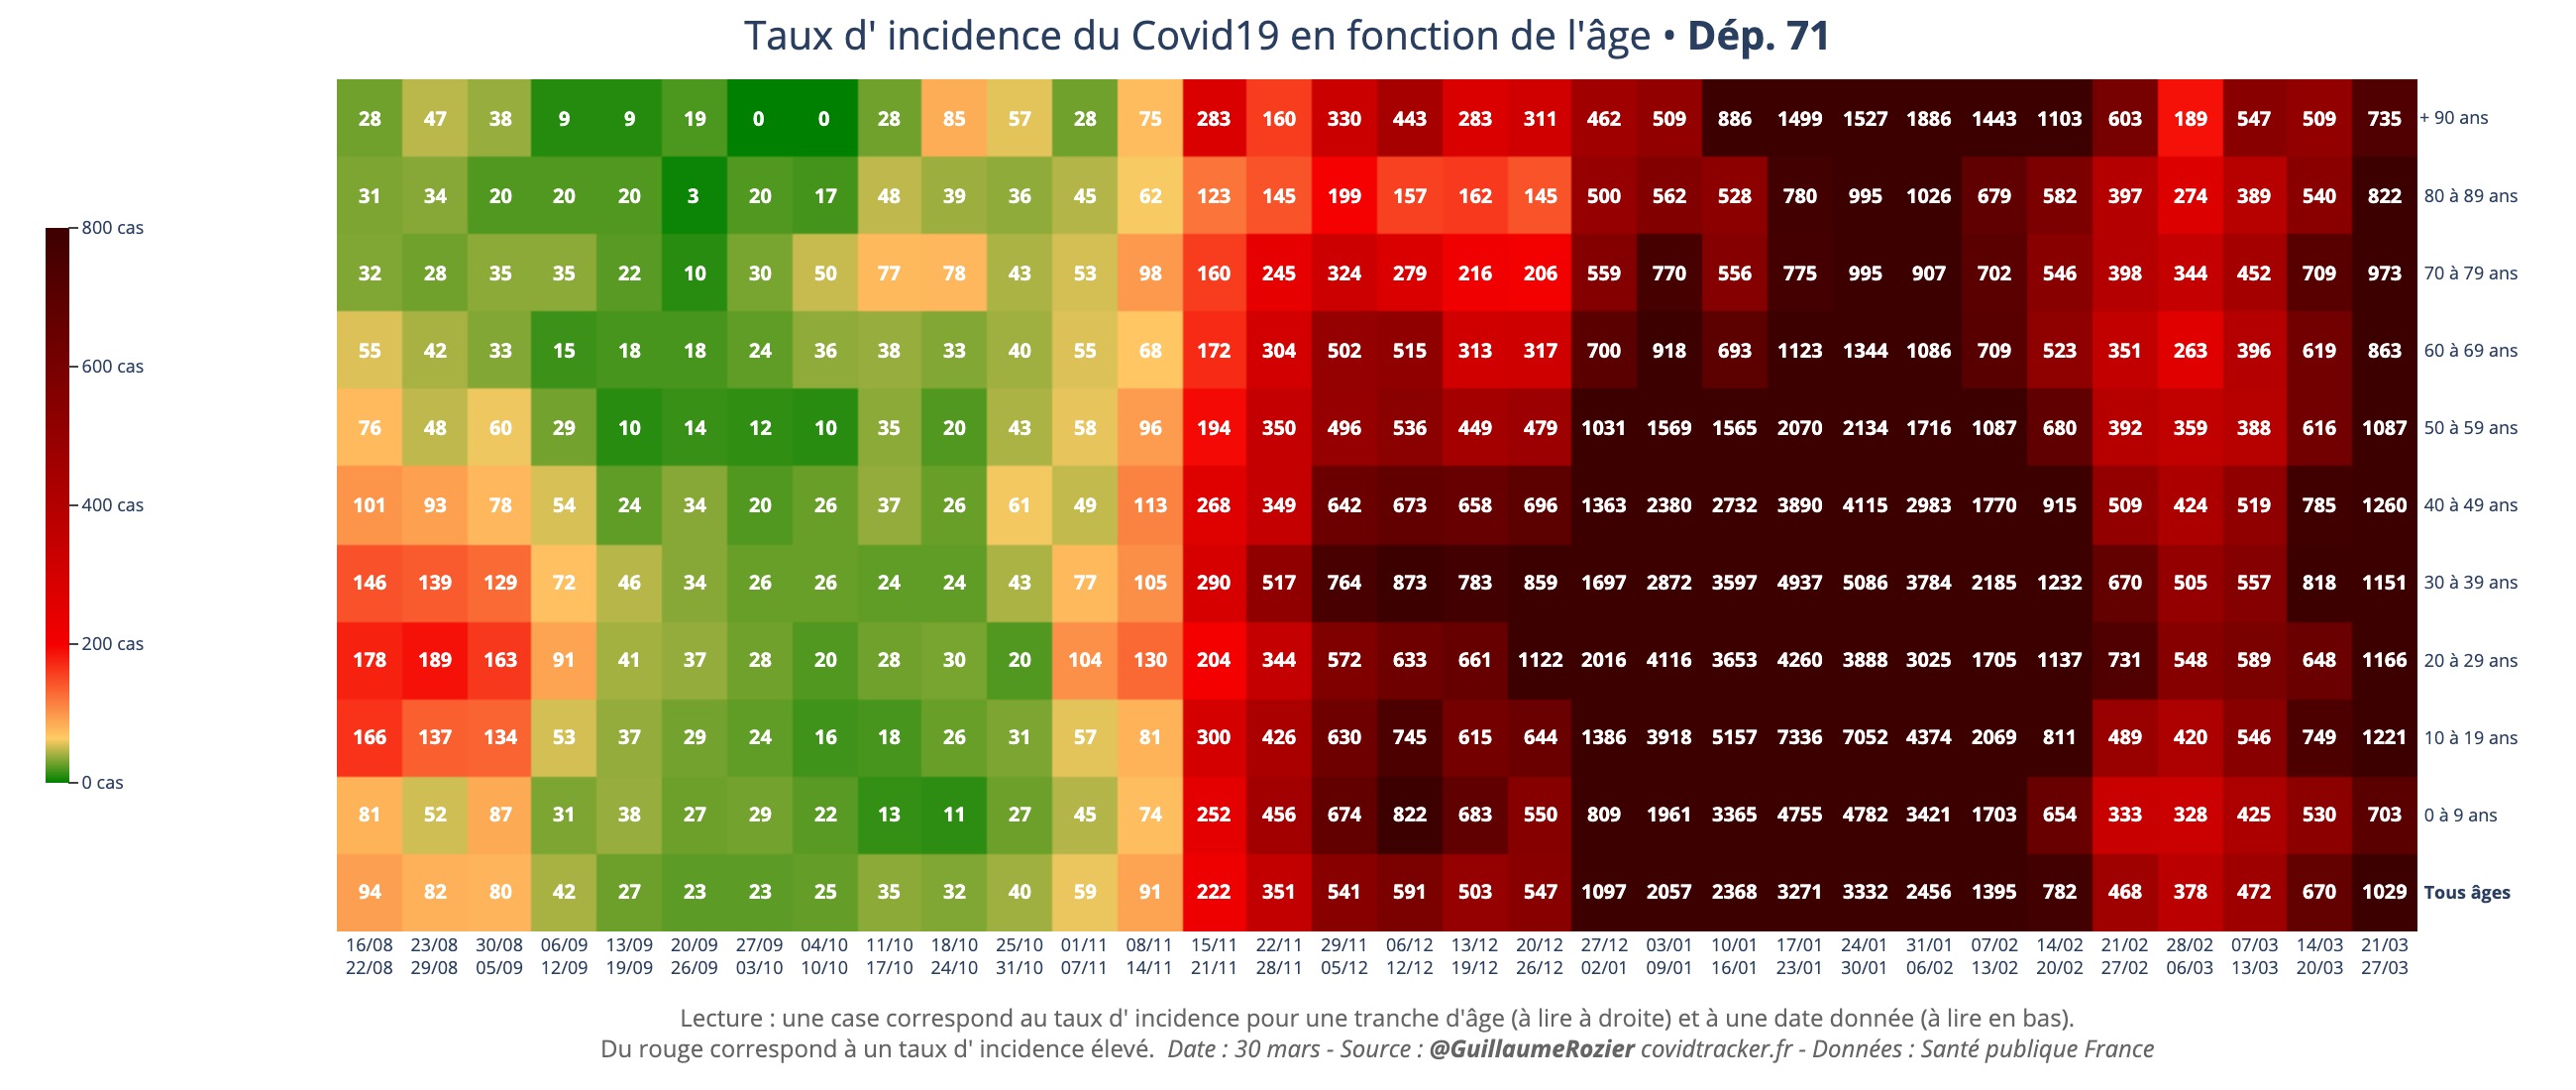 Taux d' incidence du Covid19 en fonction de l'âge • Dép. 71
28 47 38 9 9 19 0 0 28 85 57 28 75 283 160 330 443 283 311 462 509 886 1499 1527 1886 1443 1103 603 189 547 509 735 + 90 ans
31 34 20 20 20 3 20 17 48 39 36 45 62 123 145 199 157 162 145 500 562 528 780 995 1026 679 582 397 274 389 540 822 80 à 89 ans
800 cas
32 28 35 35 22 10 30 50 77 78 43 53 98 160 245 324 279 216 206 559 770 556 775 995 907 702 546 398 344 452 709 973 70 à 79 ans
55 42 33 15 18 18 24 36 38 33 40 55 68 172 304 502 515 313 317 700 918 693 1123 1344 1086 709 523 351 263 396 619 863 60 à 69 ans
600 cas
76 48 60 29 10 14 12 10 35 20 43 58 96 194 350 496 536 449 479 1031 1569 1565 2070 2134 1716 1087 680 392 359 388 616 1087 50 à 59 ans
400 cas
101 93 78 54 24 34 20 26 37 26 61 49 113 268 349 642 673 658 696 1363 2380 2732 3890 4115 2983 1770 915 509 424 519 785 1260 40 à 49 ans
146 139 129 72 46 34 26 26 24 24 43 77 105 290 517 764 873 783 859 1697 2872 3597 4937 5086 3784 2185 1232 670 505 557 818 1151 30 à 39 ans
200 cas
178 189 163 91 41 37 28 20 28 30 20 104 130 204 344 572 633 661 1122 2016 4116 3653 4260 3888 3025 1705 1137 731 548 589 648 1166 20 à 29 ans
166 137 134 53 37 29 24 16 18 26 31 57 81 300 426 630 745 615 644 1386 3918 5157 7336 7052 4374 2069 811 489 420 546 749 1221 10 à 19 ans
0 cas
81 52 87 31 38 27 29 22 13 11 27 45 74 252 456 674 822 683 550 809 1961 3365 4755 4782 3421 1703 654 333 328 425 530 703 0 à 9 ans
94 82 80 42 27 23 23 25 35 32 40 59 91 222 351 541 591 503 547 1097 2057 2368 3271 3332 2456 1395 782 468 378 472 670 1029 Tous âges
16/08 23/08 30/08 06/09 13/09 20/09 27/09 04/10 11/10 18/10 25/10 01/11 08/11 15/11 22/11 29/11 06/12 13/12 20/12 27/12 03/01 10/01 17/01 24/01 31/01 07/02 14/02 21/02 28/02 07/03 14/03 21/03
22/08 29/08 05/09 12/09 19/09 26/09 03/10 10/10 17/10 24/10 31/10 07/11 14/11 21/11 28/11 05/12 12/12 19/12 26/12 02/01 09/01 16/01 23/01 30/01 06/02 13/02 20/02 27/02 06/03 13/03 20/03 27/03
Lecture : une case correspond au taux d' incidence pour une tranche d'âge (à lire à droite) et à une date donnée (à lire en bas).
Du rouge correspond à un taux d' incidence élevé. Date : 30 mars - Source : @GuillaumeRozier covidtracker.fr - Données : Santé publique France